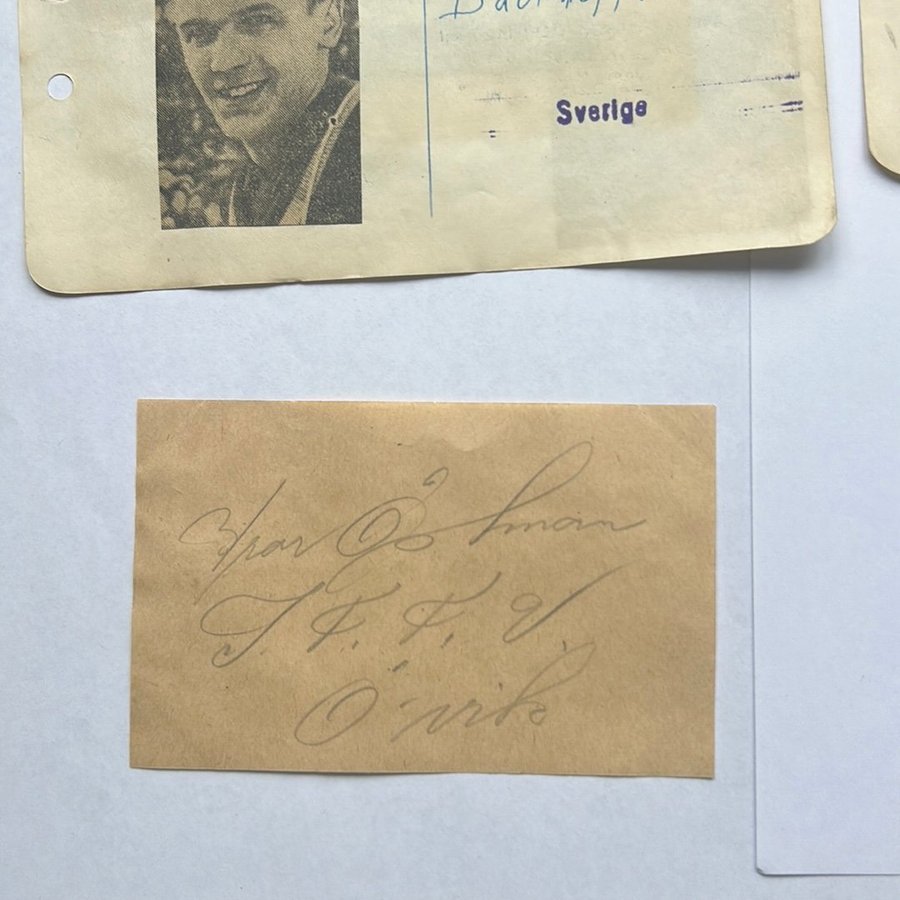 Sverige
Ivar Öhman
I.F.F.V.
Ö-vik